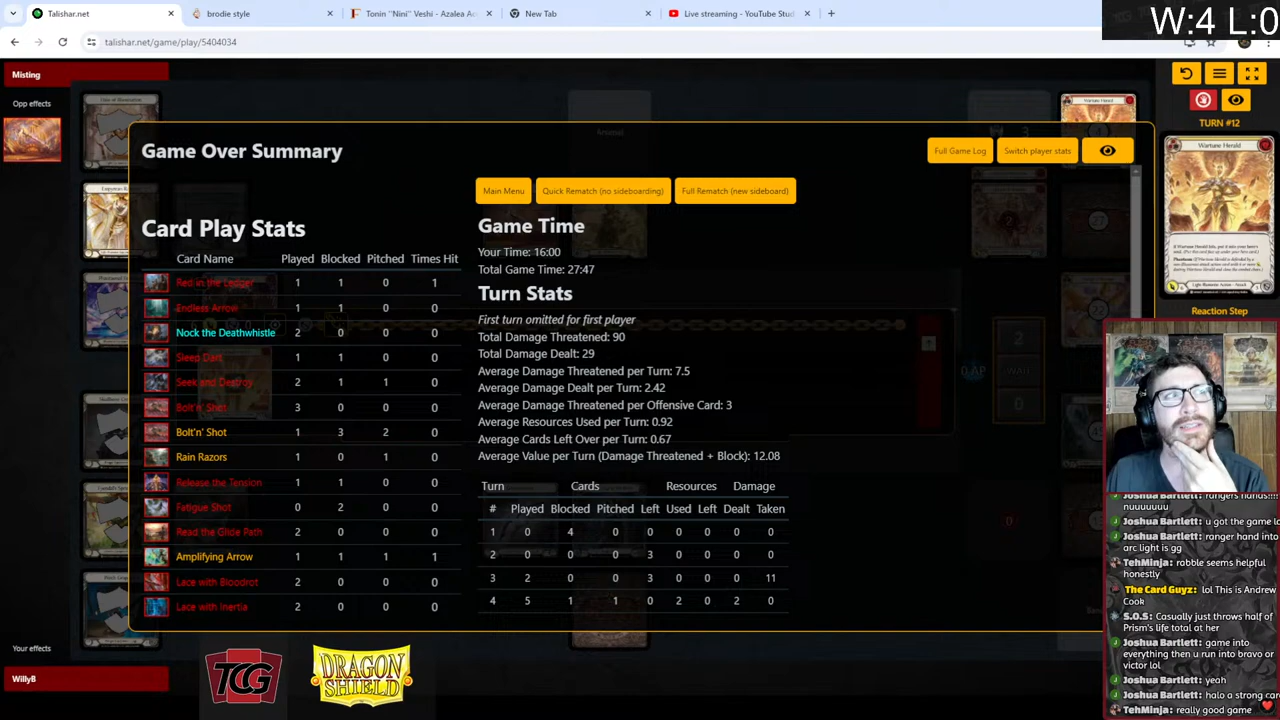 Talishar.net
brodie style
Tonin "Nini" Veshi - Azalea Ae
New Tab
Live streaming - YouTube Stud
W:4 L:0
talishar.net/game/play/5404034
Misting
Opp effects
3
TURN #12
Wartune Herald
Reaction Step
Game Over Summary
Full Game Log
Switch player stats
Main Menu
Quick Rematch (no sideboarding)
Full Rematch (new sideboard)
Card Play Stats
Card Name Played Blocked Pitched Times Hit
Red in the Ledger 1 1 0 1
Endless Arrow 1 1 0 0
Nock the Deathwhistle 2 0 0 0
Sleep Dart 1 1 0 0
Seek and Destroy 2 0 1 0
Bolt'n' Shot 3 0 0 0
Bolt'n' Shot 1 3 2 0
Rain Razors 1 0 1 0
Release the Tension 1 1 0 0
Fatigue Shot 0 2 0 0
Read the Glide Path 2 0 0 0
Amplifying Arrow 1 1 1 1
Lace with Bloodrot 2 0 0 0
Lace with Inertia 2 0 0 0
Game Time
Your Time: 16:00
Total Game Time: 27:47
Turn Stats
First turn omitted for first player
Total Damage Threatened: 90
Total Damage Dealt: 29
Average Damage Threatened per Turn: 7.5
Average Damage Dealt per Turn: 2.42
Average Damage Threatened per Offensive Card: 3
Average Resources Used per Turn: 0.92
Average Cards Left Over per Turn: 0.67
Average Value per Turn (Damage Threatened + Block): 12.08
Turn Cards Resources Damage
Pitched Left Used Left Dealt Taken
1 0 4 0 0 0 0 0 0
2 0 0 0 3 0 0 0 0
3 2 0 0 0 0 0 0 11
4 5 1 1 0 2 0 2 0
Your effects
WillyB
TCG
DRAGON
SHIELD
Joshua Bartlett: rangers hands!!!!
nuuuuuu
Joshua Bartlett: u got the game l
Joshua Bartlett: ranger hand into
arc light is gg
TehMinja: rabble seems helpful
honestly
The Card Guyz: lol This is Andrew
Cook
S.O.S: Casually just throws half of
Prism's life total at her
Joshua Bartlett: game into
everything then u run into bravo or
victor lol
Joshua Bartlett: yeah
Joshua Bartlett: halo a strong card
TehMinja: really good game